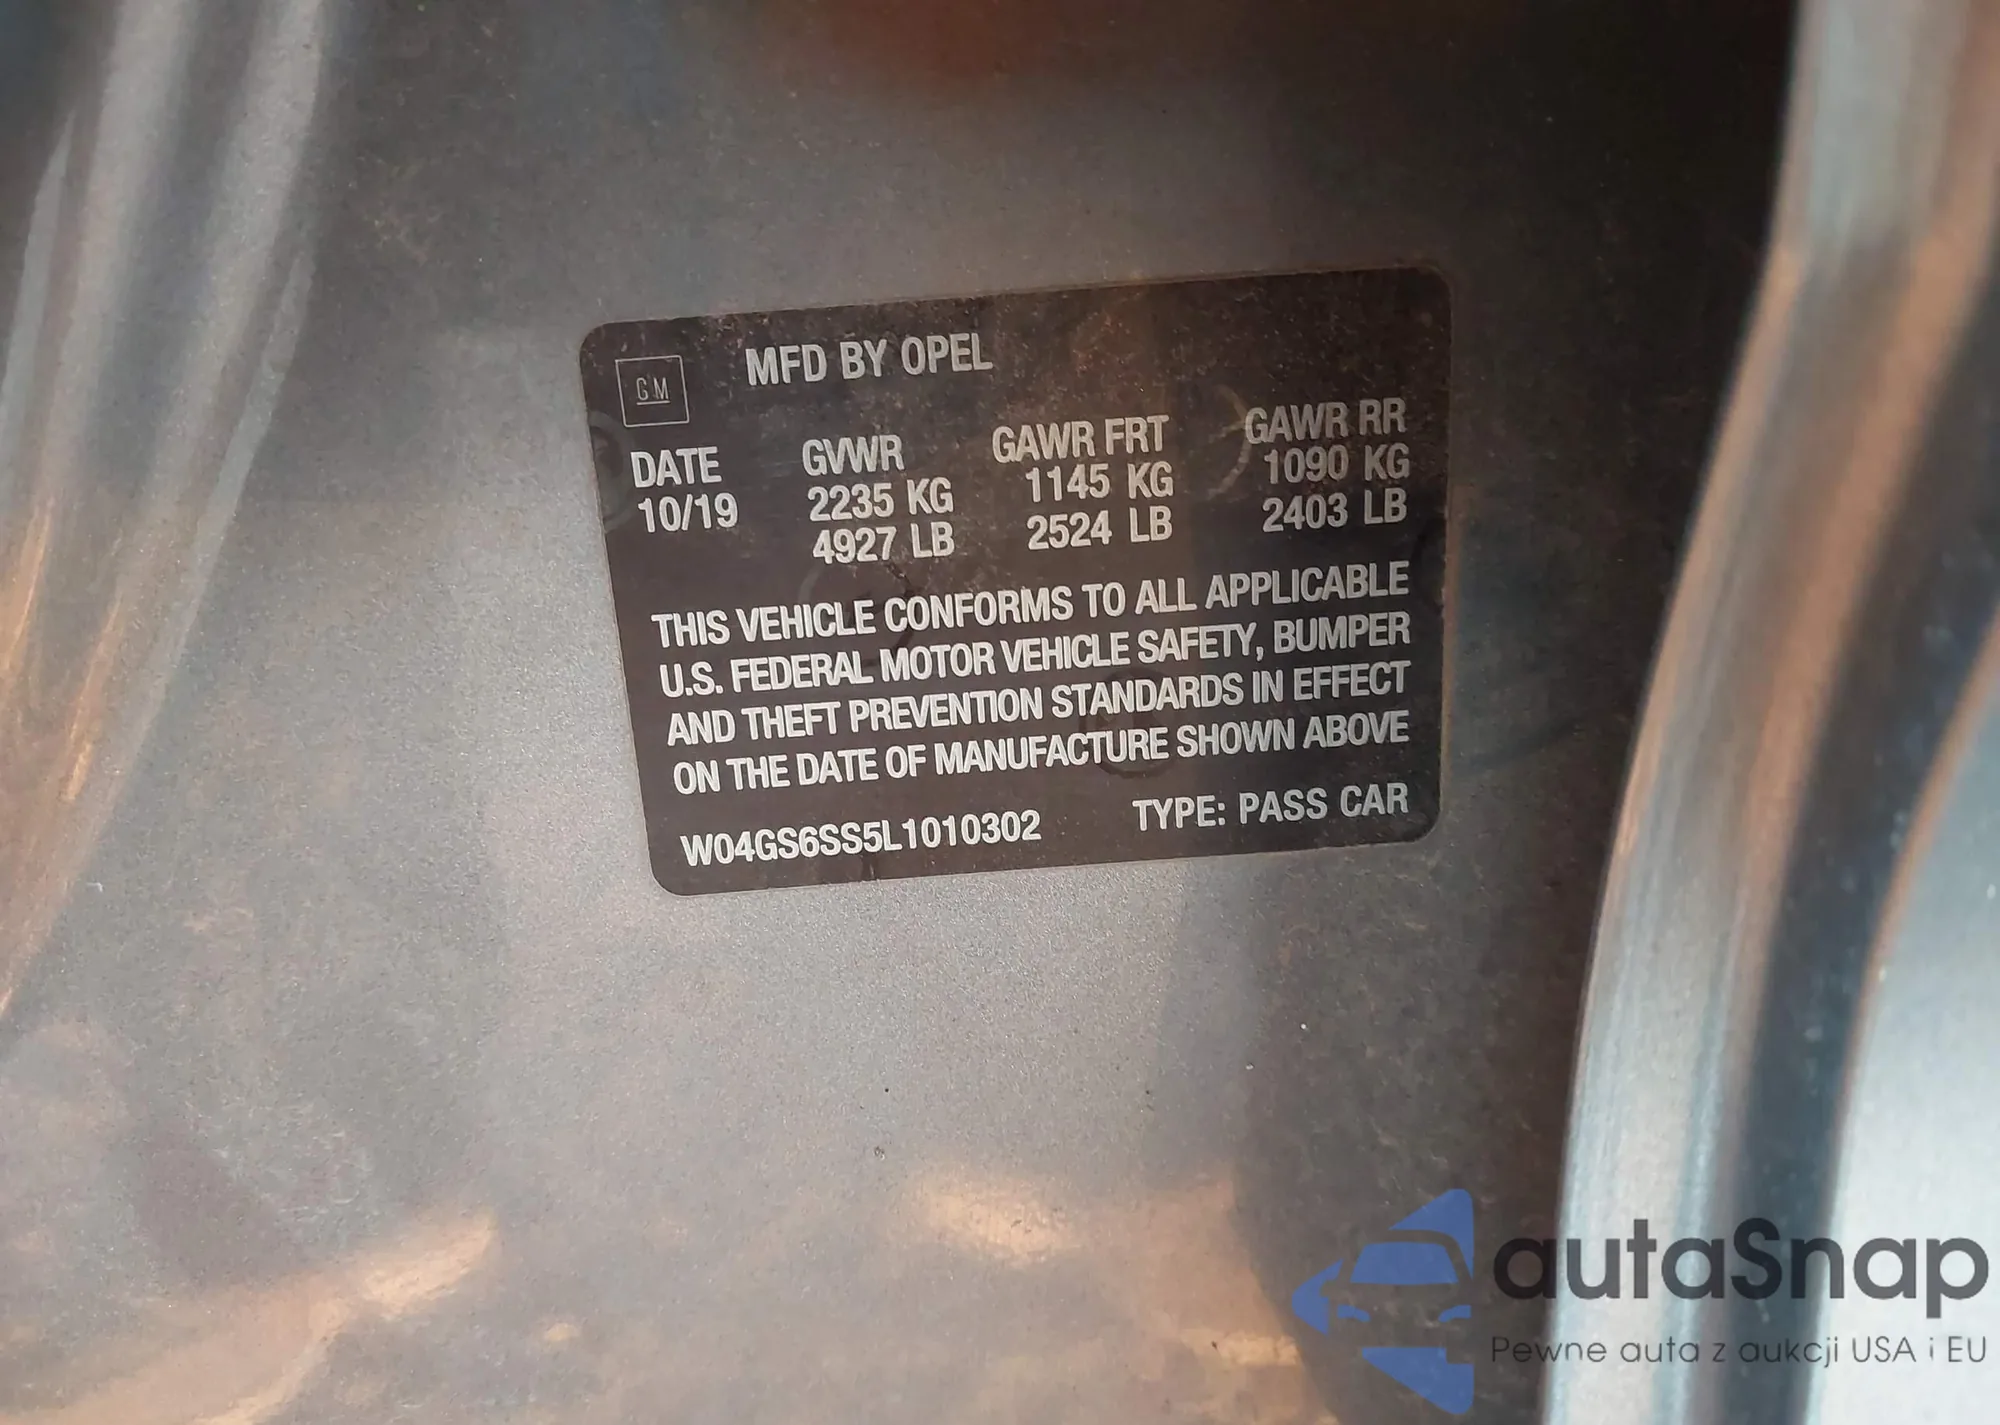 GM
MFD BY OPEL
DATE GVWR GAWR FRT GAWR RR
10/19 2235 KG 1145 KG 1090 KG
4927 LB 2524 LB 2403 LB
THIS VEHICLE CONFORMS TO ALL APPLICABLE
U.S. FEDERAL MOTOR VEHICLE SAFETY, BUMPER
AND THEFT PREVENTION STANDARDS IN EFFECT
ON THE DATE OF MANUFACTURE SHOWN ABOVE
W04GS6SS5L1010302 TYPE: PASS CAR
autaSnap
Pewne auta z aukcji USA i EU